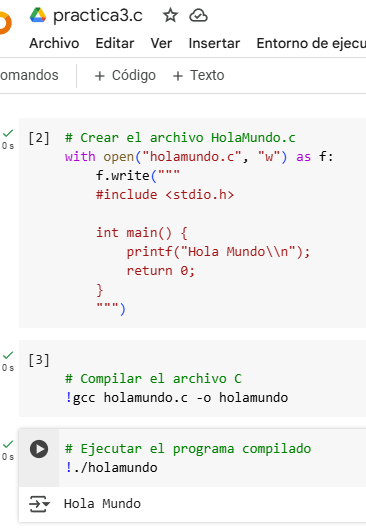 practica3.c
Archivo Editar Ver Insertar Entorno de ejecu
omandos + Código + Texto
0 s
[2] # Crear el archivo HolaMundo.c
with open("holamundo.c", "w") as f:
    f.write("""
    #include <stdio.h>

    int main() {
        printf("Hola Mundo\\n");
        return 0;
    }
    """)
0 s
[3]
# Compilar el archivo C
!gcc holamundo.c -o holamundo
0 s
# Ejecutar el programa compilado
!./holamundo
Hola Mundo